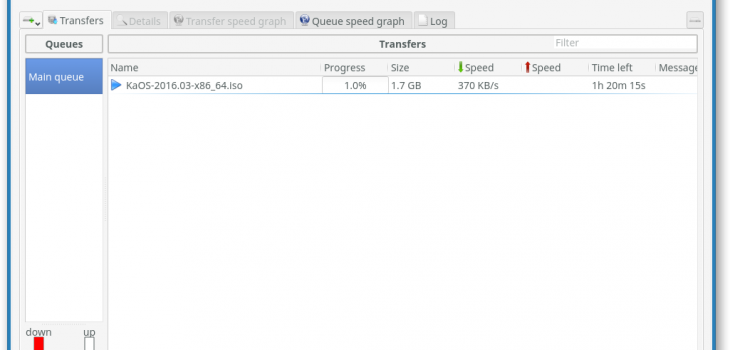 Transfers Details Transfer speed graph Queue speed graph Log
Queues Transfers Filter
Main queue
Name Progress Size Speed Speed Time left Message
KaOS-2016.03-x86_64.iso 1.0% 1.7 GB 370 KB/s 1h 20m 15s
down up